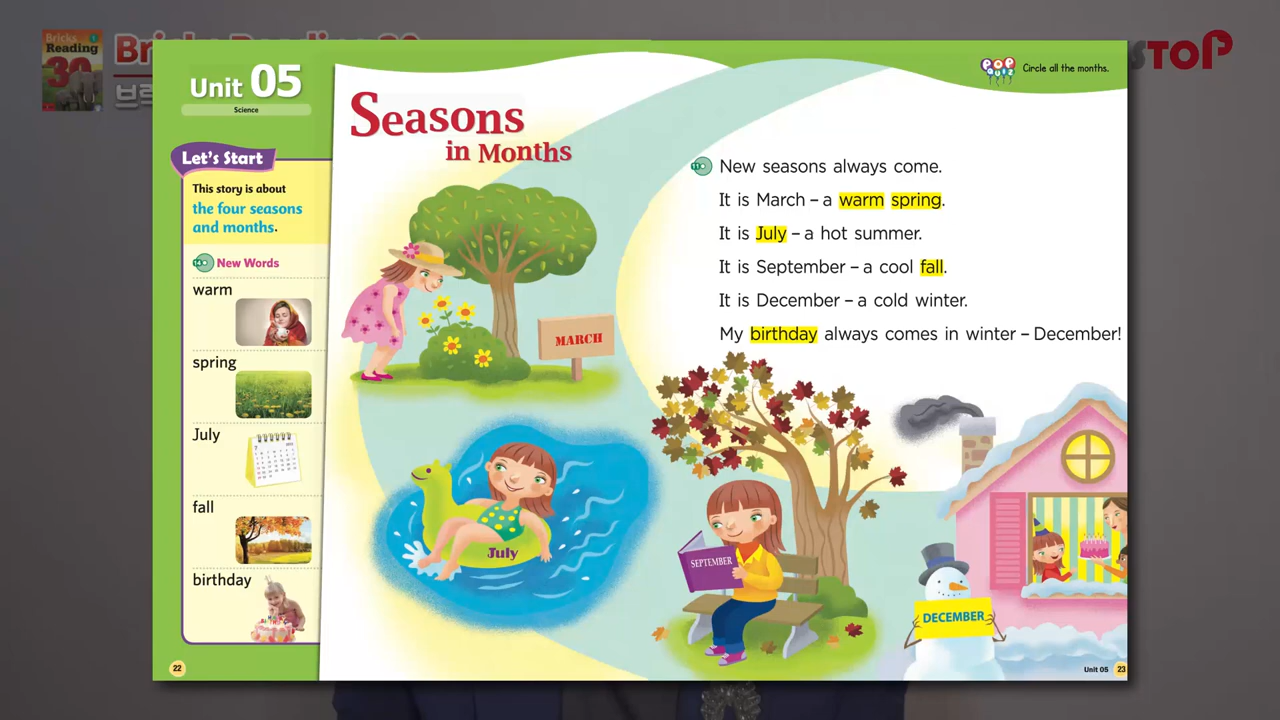 Bricks
Reading
30
Unit 05
Science
Let's Start
This story is about
the four seasons
and months.
New Words
warm
spring
July
fall
birthday
22
Seasons
in Months
MARCH
July
POP
QUIZ
Circle all the months.
New seasons always come.
It is March – a warm spring.
It is July – a hot summer.
It is September – a cool fall.
It is December – a cold winter.
My birthday always comes in winter – December!
SEPTEMBER
DECEMBER
Unit 05
23
STOP